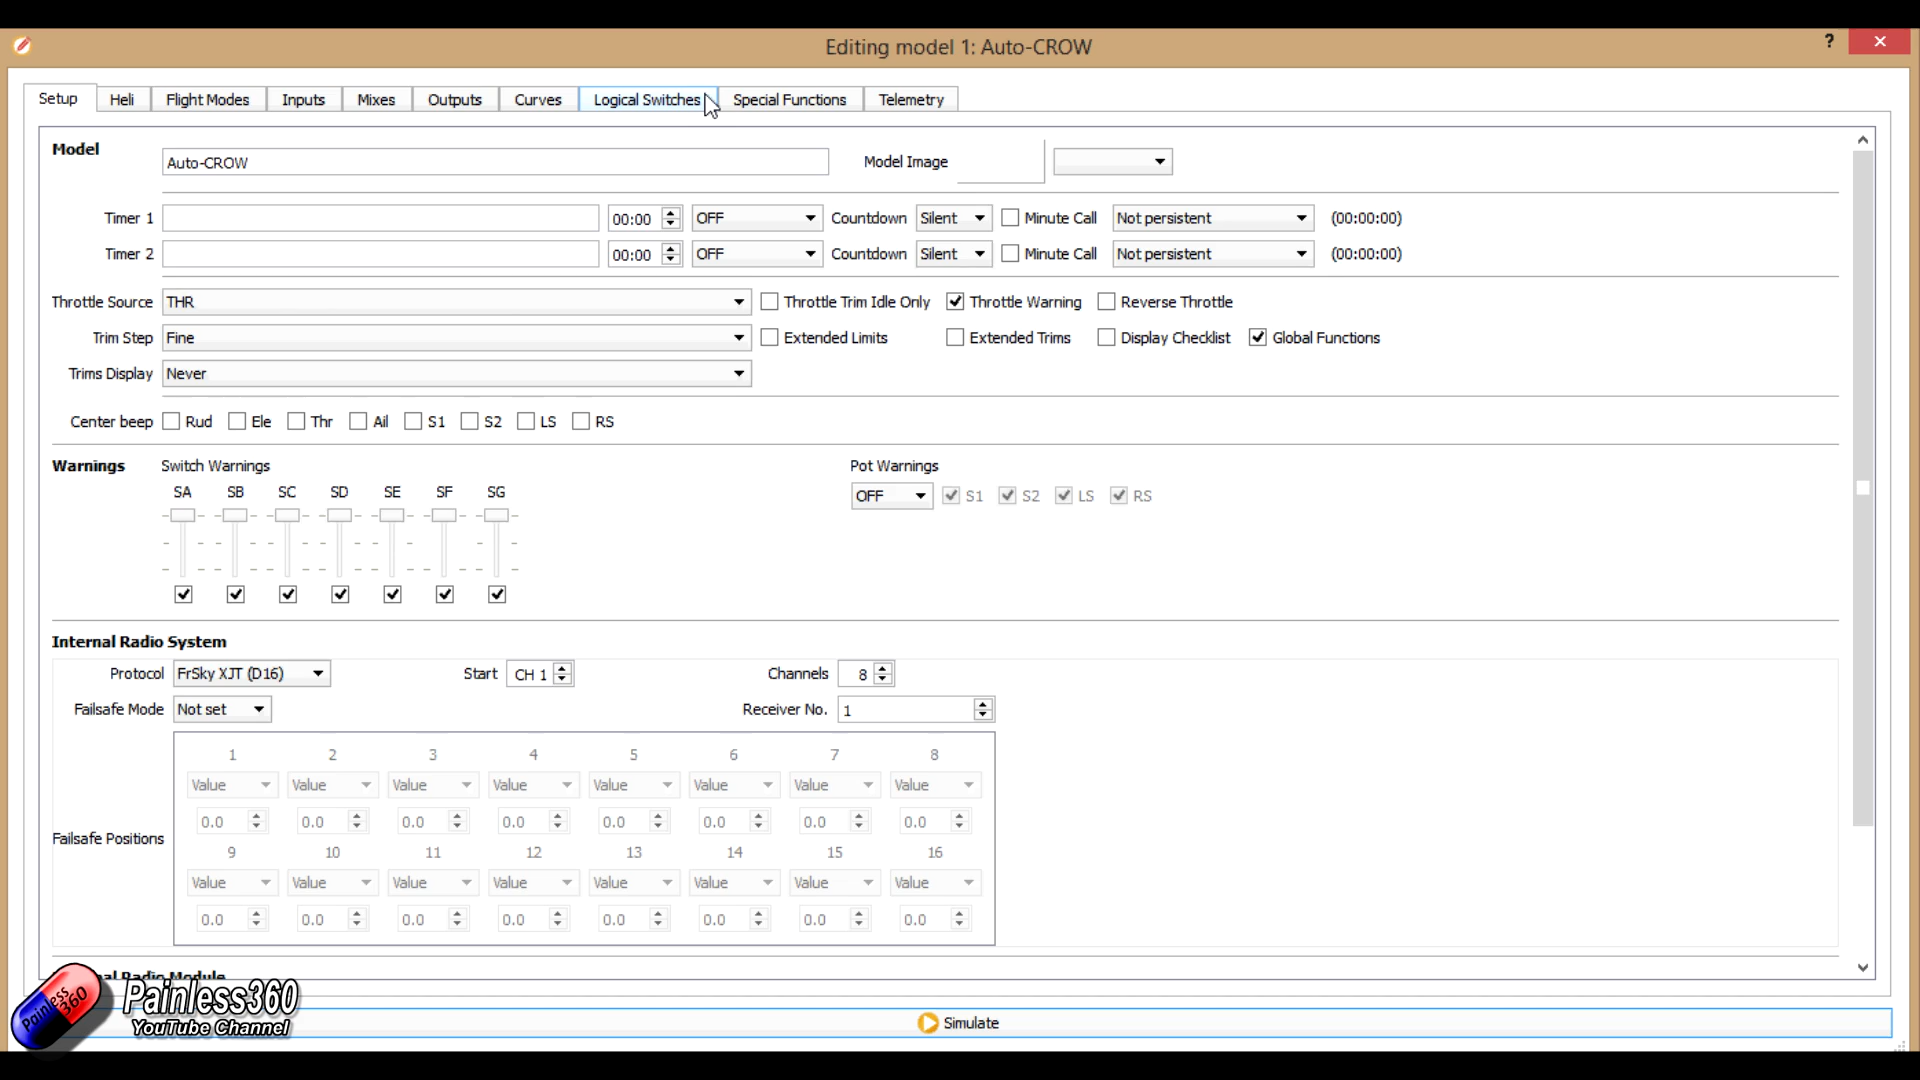 Editing model 1: Auto-CROW
?
Setup Heli Flight Modes Inputs Mixes Outputs Curves Logical Switches Special Functions Telemetry
Model Auto-CROW Model Image
Timer 1 00:00 OFF Countdown Silent Minute Call Not persistent (00:00:00)
Timer 2 00:00 OFF Countdown Silent Minute Call Not persistent (00:00:00)
Throttle Source THR Throttle Trim Idle Only Throttle Warning Reverse Throttle
Trim Step Fine Extended Limits Extended Trims Display Checklist Global Functions
Trims Display Never
Center beep Rud Ele Thr Ail S1 S2 LS RS
Warnings Switch Warnings Pot Warnings
SA SB SC SD SE SF SG
OFF S1 S2 LS RS
Internal Radio System
Protocol FrSky XJT (D16) Start CH 1 Channels 8
Failsafe Mode Not set Receiver No. 1
1 2 3 4 5 6 7 8
Value Value Value Value Value Value Value Value
0.0 0.0 0.0 0.0 0.0 0.0 0.0 0.0
Failsafe Positions
9 10 11 12 13 14 15 16
Value Value Value Value Value Value Value Value
0.0 0.0 0.0 0.0 0.0 0.0 0.0 0.0
Radio Module
Painless360
Painless360
YouTube Channel
Simulate